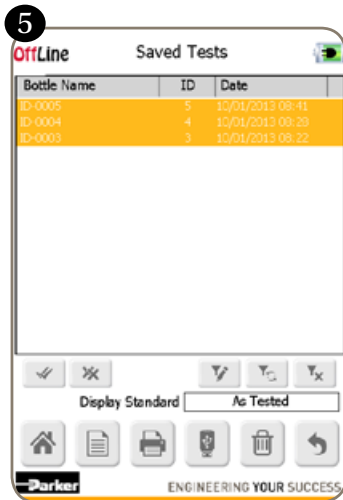 5
OffLine Saved Tests
Bottle Name ID Date
ID-0005 5 10/01/2013 08:41
ID-0004 4 10/01/2013 08:28
ID-0003 3 10/01/2013 08:22
Display Standard As Tested
Parker ENGINEERING YOUR SUCCESS.